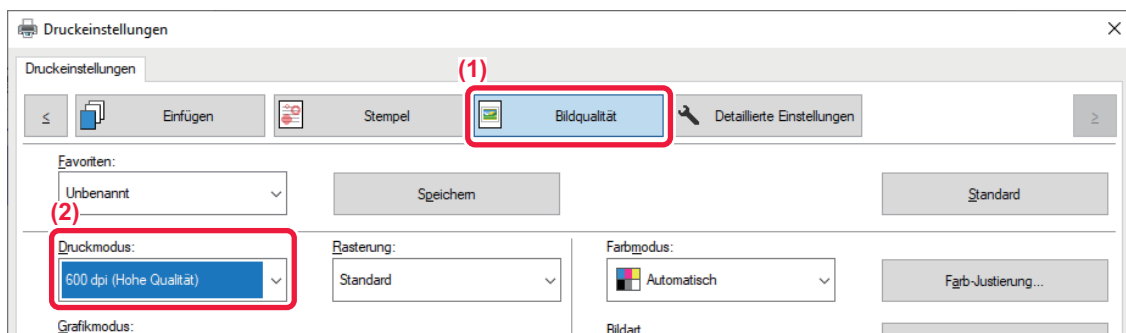 Druckeinstellungen
Druckeinstellungen
(1)
< Einfügen Stempel Bildqualität Detaillierte Einstellungen >
Favoriten:
Unbenannt Speichern Standard
(2)
Druckmodus: Rasterung: Farbmodus:
600 dpi (Hohe Qualität) Standard Automatisch Farb-Justierung...
Grafikmodus: Bildart